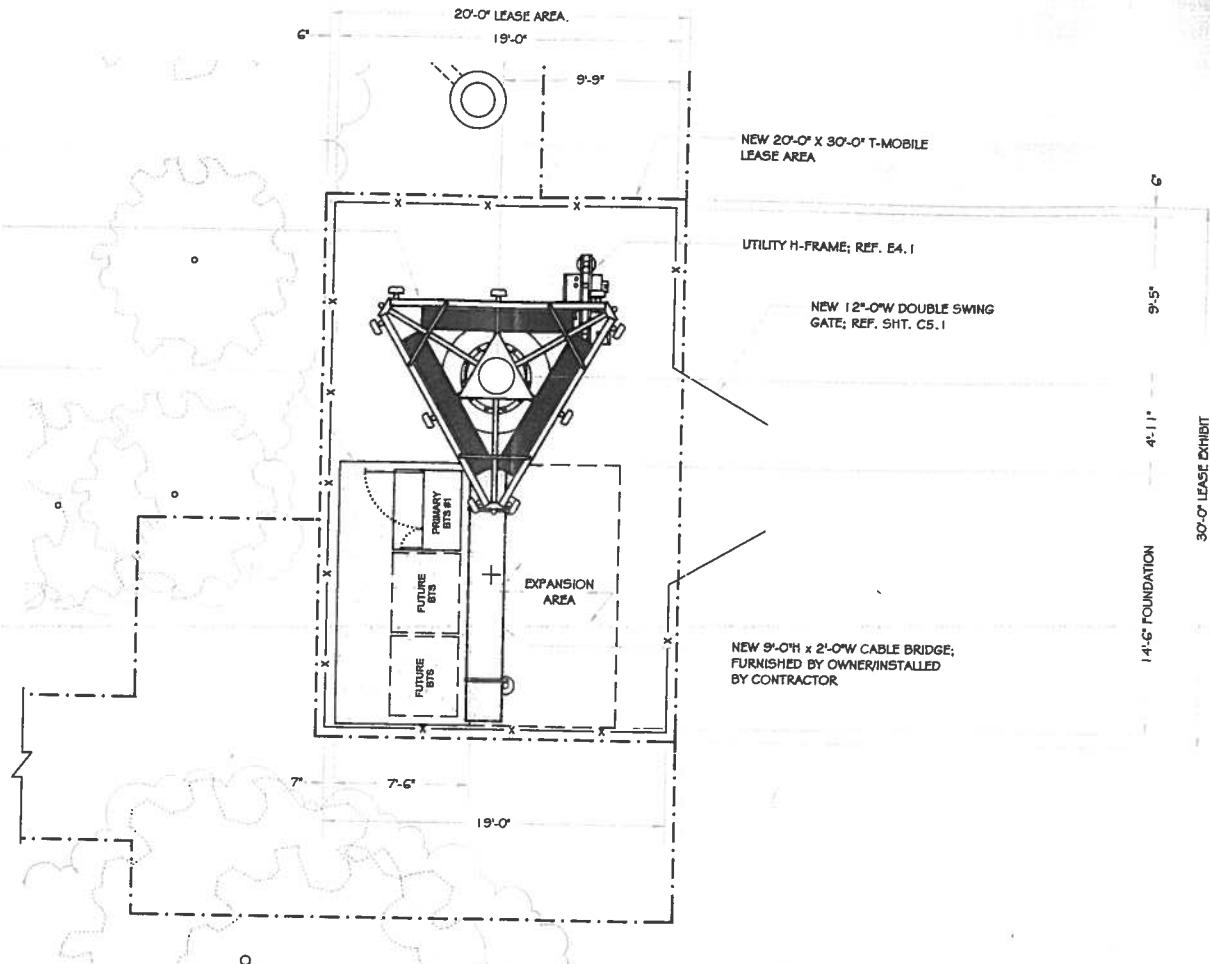 20'-0" LEASE AREA.
6"
19'-0"
9'-9"
NEW 20'-0" X 30'-0" T-MOBILE
LEASE AREA
6"
UTILITY H-FRAME; REF. E4.1
NEW 12"-0"W DOUBLE SWING
GATE; REF. SHT. C5.1
9'-5"
4'-11"
30'-0" LEASE EXHIBIT
PRIMARY
BTS #1
FUTURE
BTS
EXPANSION
AREA
14'-6" FOUNDATION
FUTURE
BTS
NEW 9'-0"H x 2'-0"W CABLE BRIDGE;
FURNISHED BY OWNER/INSTALLED
BY CONTRACTOR
7"
7'-6"
19'-0"